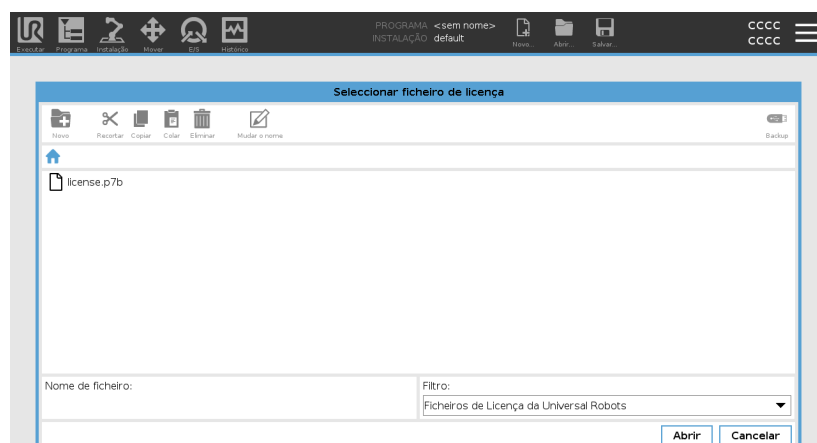 UR
PROGRAMA <sem nome>
INSTALAÇÃO default
CCCC
CCCC
Executar Programa Instalação Mover E/S Histórico Novo... Abrir... Salvar...
Seleccionar ficheiro de licença
Novo Recortar Copiar Colar Eliminar Mudar o nome Backup
license.p7b
Nome de ficheiro: Filtro:
Ficheiros de Licença da Universal Robots
Abrir Cancelar